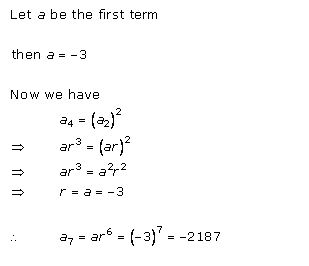 Let a be the first term
then a = −3
Now we have
a₄ = (a₂)²
⇒ ar³ = (ar)²
⇒ ar³ = a²r²
⇒ r = a = −3
∴ a₇ = ar⁶ = (−3)⁷ = −2187